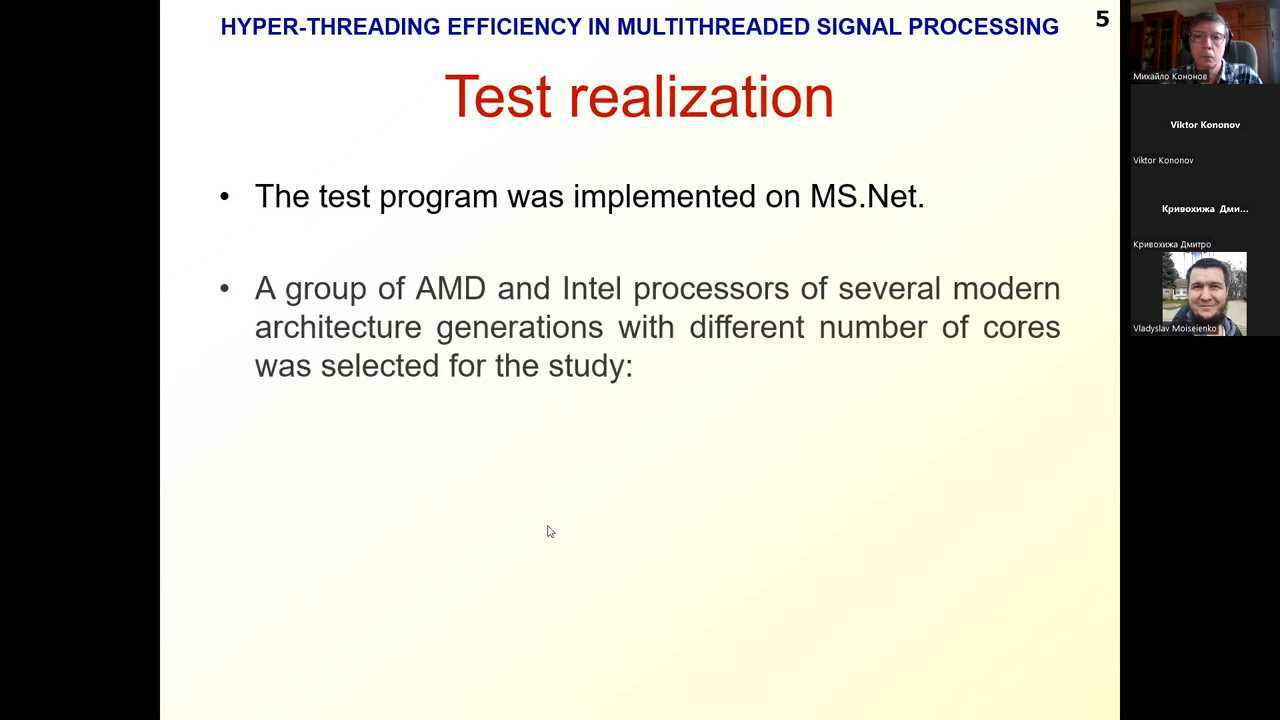 HYPER-THREADING EFFICIENCY IN MULTITHREADED SIGNAL PROCESSING
5
Test realization
• The test program was implemented on MS.Net.
• A group of AMD and Intel processors of several modern
architecture generations with different number of cores
was selected for the study:
Михайло Кононов
Viktor Kononov
Viktor Kononov
Кривохижа Дми...
Кривохижа Дмитро
Vladyslav Moiseienko